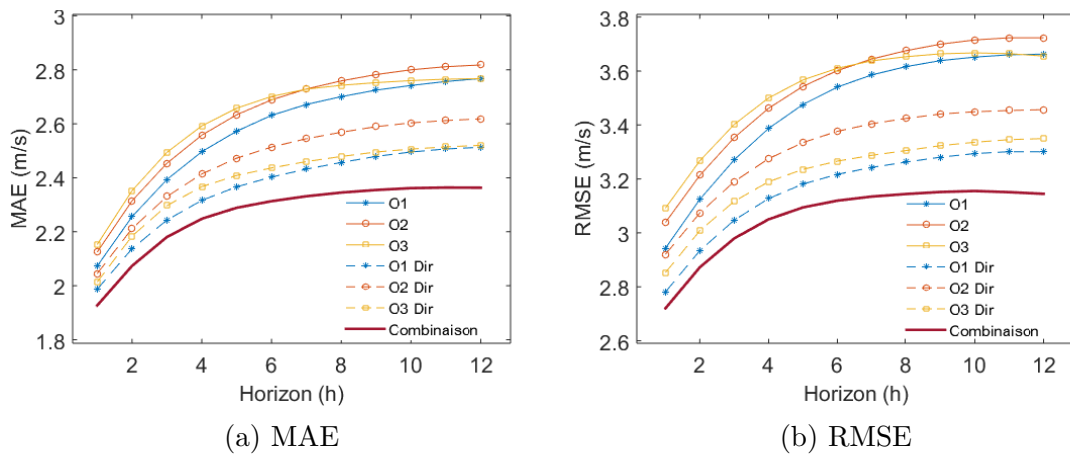 3
2.8
2.6
2.4
2.2
2
1.8
MAE (m/s)
2 4 6 8 10 12
Horizon (h)
O1
O2
O3
O1 Dir
O2 Dir
O3 Dir
Combinaison
(a) MAE
3.8
3.6
3.4
3.2
3
2.8
2.6
RMSE (m/s)
2 4 6 8 10 12
Horizon (h)
O1
O2
O3
O1 Dir
O2 Dir
O3 Dir
Combinaison
(b) RMSE